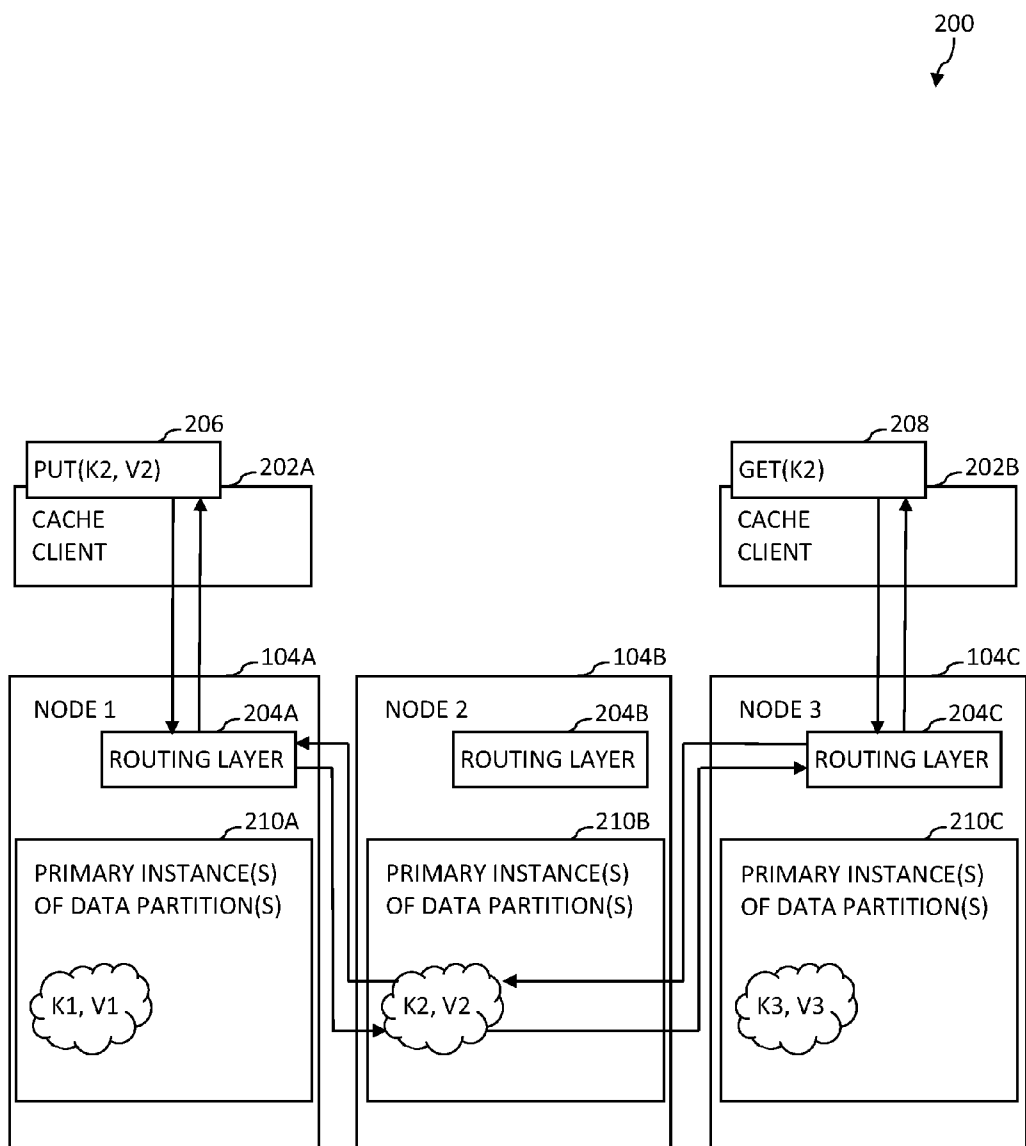 200
206
PUT(K2, V2)
202A
CACHE
CLIENT
208
GET(K2)
202B
CACHE
CLIENT
104A
NODE 1
204A
ROUTING LAYER
210A
PRIMARY INSTANCE(S)
OF DATA PARTITION(S)
K1, V1
104B
NODE 2
204B
ROUTING LAYER
210B
PRIMARY INSTANCE(S)
OF DATA PARTITION(S)
K2, V2
104C
NODE 3
204C
ROUTING LAYER
210C
PRIMARY INSTANCE(S)
OF DATA PARTITION(S)
K3, V3